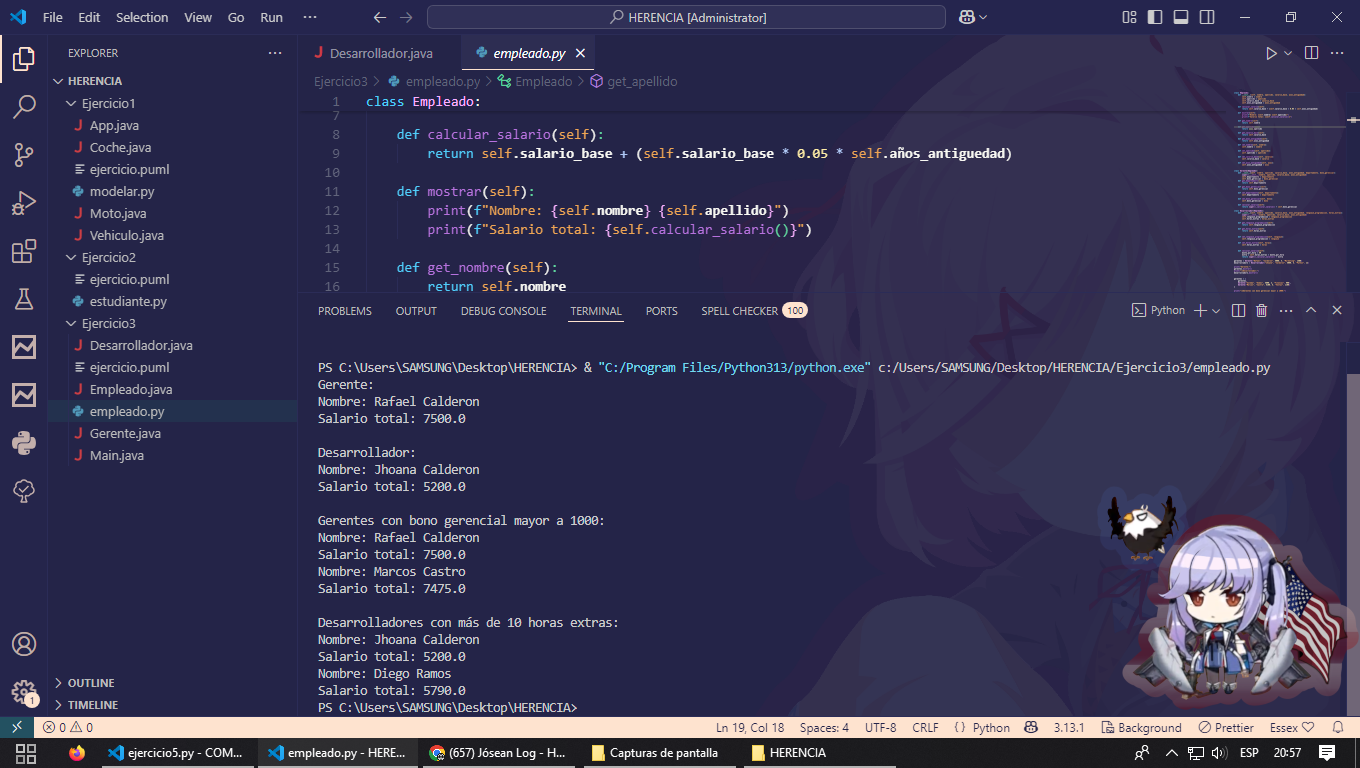 File Edit Selection View Go Run ···
HERENCIA [Administrator]
EXPLORER ···
HERENCIA
Ejercicio1
J App.java
J Coche.java
ejercicio.puml
modelar.py
J Moto.java
J Vehiculo.java
Ejercicio2
ejercicio.puml
estudiante.py
Ejercicio3
J Desarrollador.java
ejercicio.puml
J Empleado.java
empleado.py
J Gerente.java
J Main.java
OUTLINE
TIMELINE
1
J Desarrollador.java
empleado.py
Ejercicio3 > empleado.py > Empleado > get_apellido
1 class Empleado:
7
8 def calcular_salario(self):
9 return self.salario_base + (self.salario_base * 0.05 * self.años_antiguedad)
10
11 def mostrar(self):
12 print(f"Nombre: {self.nombre} {self.apellido}")
13 print(f"Salario total: {self.calcular_salario()}")
14
15 def get_nombre(self):
16 return self.nombre
PROBLEMS OUTPUT DEBUG CONSOLE TERMINAL PORTS SPELL CHECKER 100 Python ···
PS C:\Users\SAMSUNG\Desktop\HERENCIA> & "C:/Program Files/Python313/python.exe" c:/Users/SAMSUNG/Desktop/HERENCIA/Ejercicio3/empleado.py
Gerente:
Nombre: Rafael Calderon
Salario total: 7500.0
Desarrollador:
Nombre: Jhoana Calderon
Salario total: 5200.0
Gerentes con bono gerencial mayor a 1000:
Nombre: Rafael Calderon
Salario total: 7500.0
Nombre: Marcos Castro
Salario total: 7475.0
Desarrolladores con más de 10 horas extras:
Nombre: Jhoana Calderon
Salario total: 5200.0
Nombre: Diego Ramos
Salario total: 5790.0
PS C:\Users\SAMSUNG\Desktop\HERENCIA>
0 0 Ln 19, Col 18 Spaces: 4 UTF-8 CRLF { } Python 3.13.1 Background Prettier Essex
ejercicio5.py - COM... empleado.py - HERE... (657) Jósean Log - H... Capturas de pantalla HERENCIA ESP 20:57